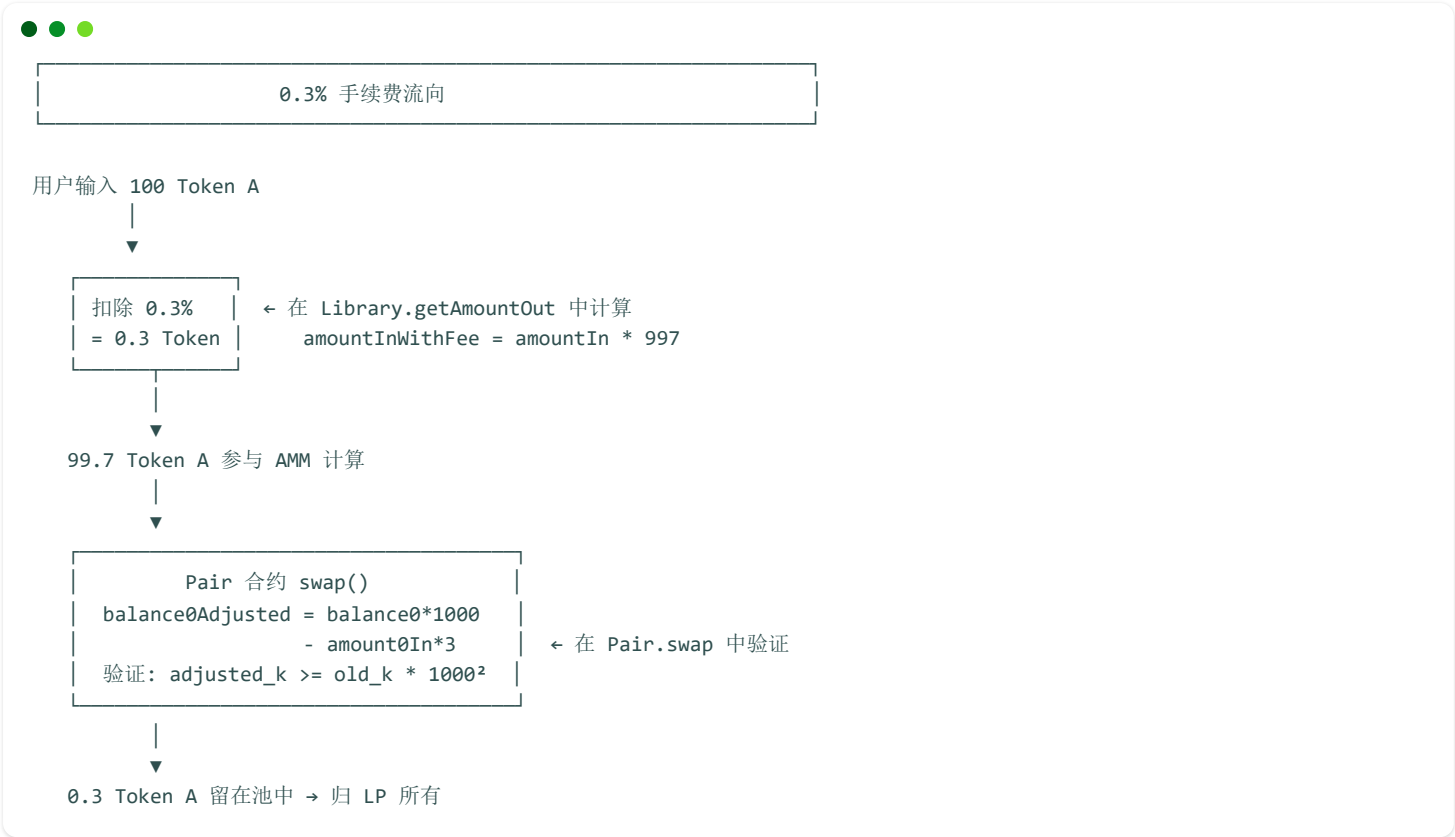 0.3% 手续费流向
用户输入 100 Token A
扣除 0.3% ← 在 Library.getAmountOut 中计算
= 0.3 Token amountInWithFee = amountIn * 997
99.7 Token A 参与 AMM 计算
Pair 合约 swap()
balance0Adjusted = balance0*1000
- amount0In*3 ← 在 Pair.swap 中验证
验证: adjusted_k >= old_k * 1000²
0.3 Token A 留在池中 → 归 LP 所有